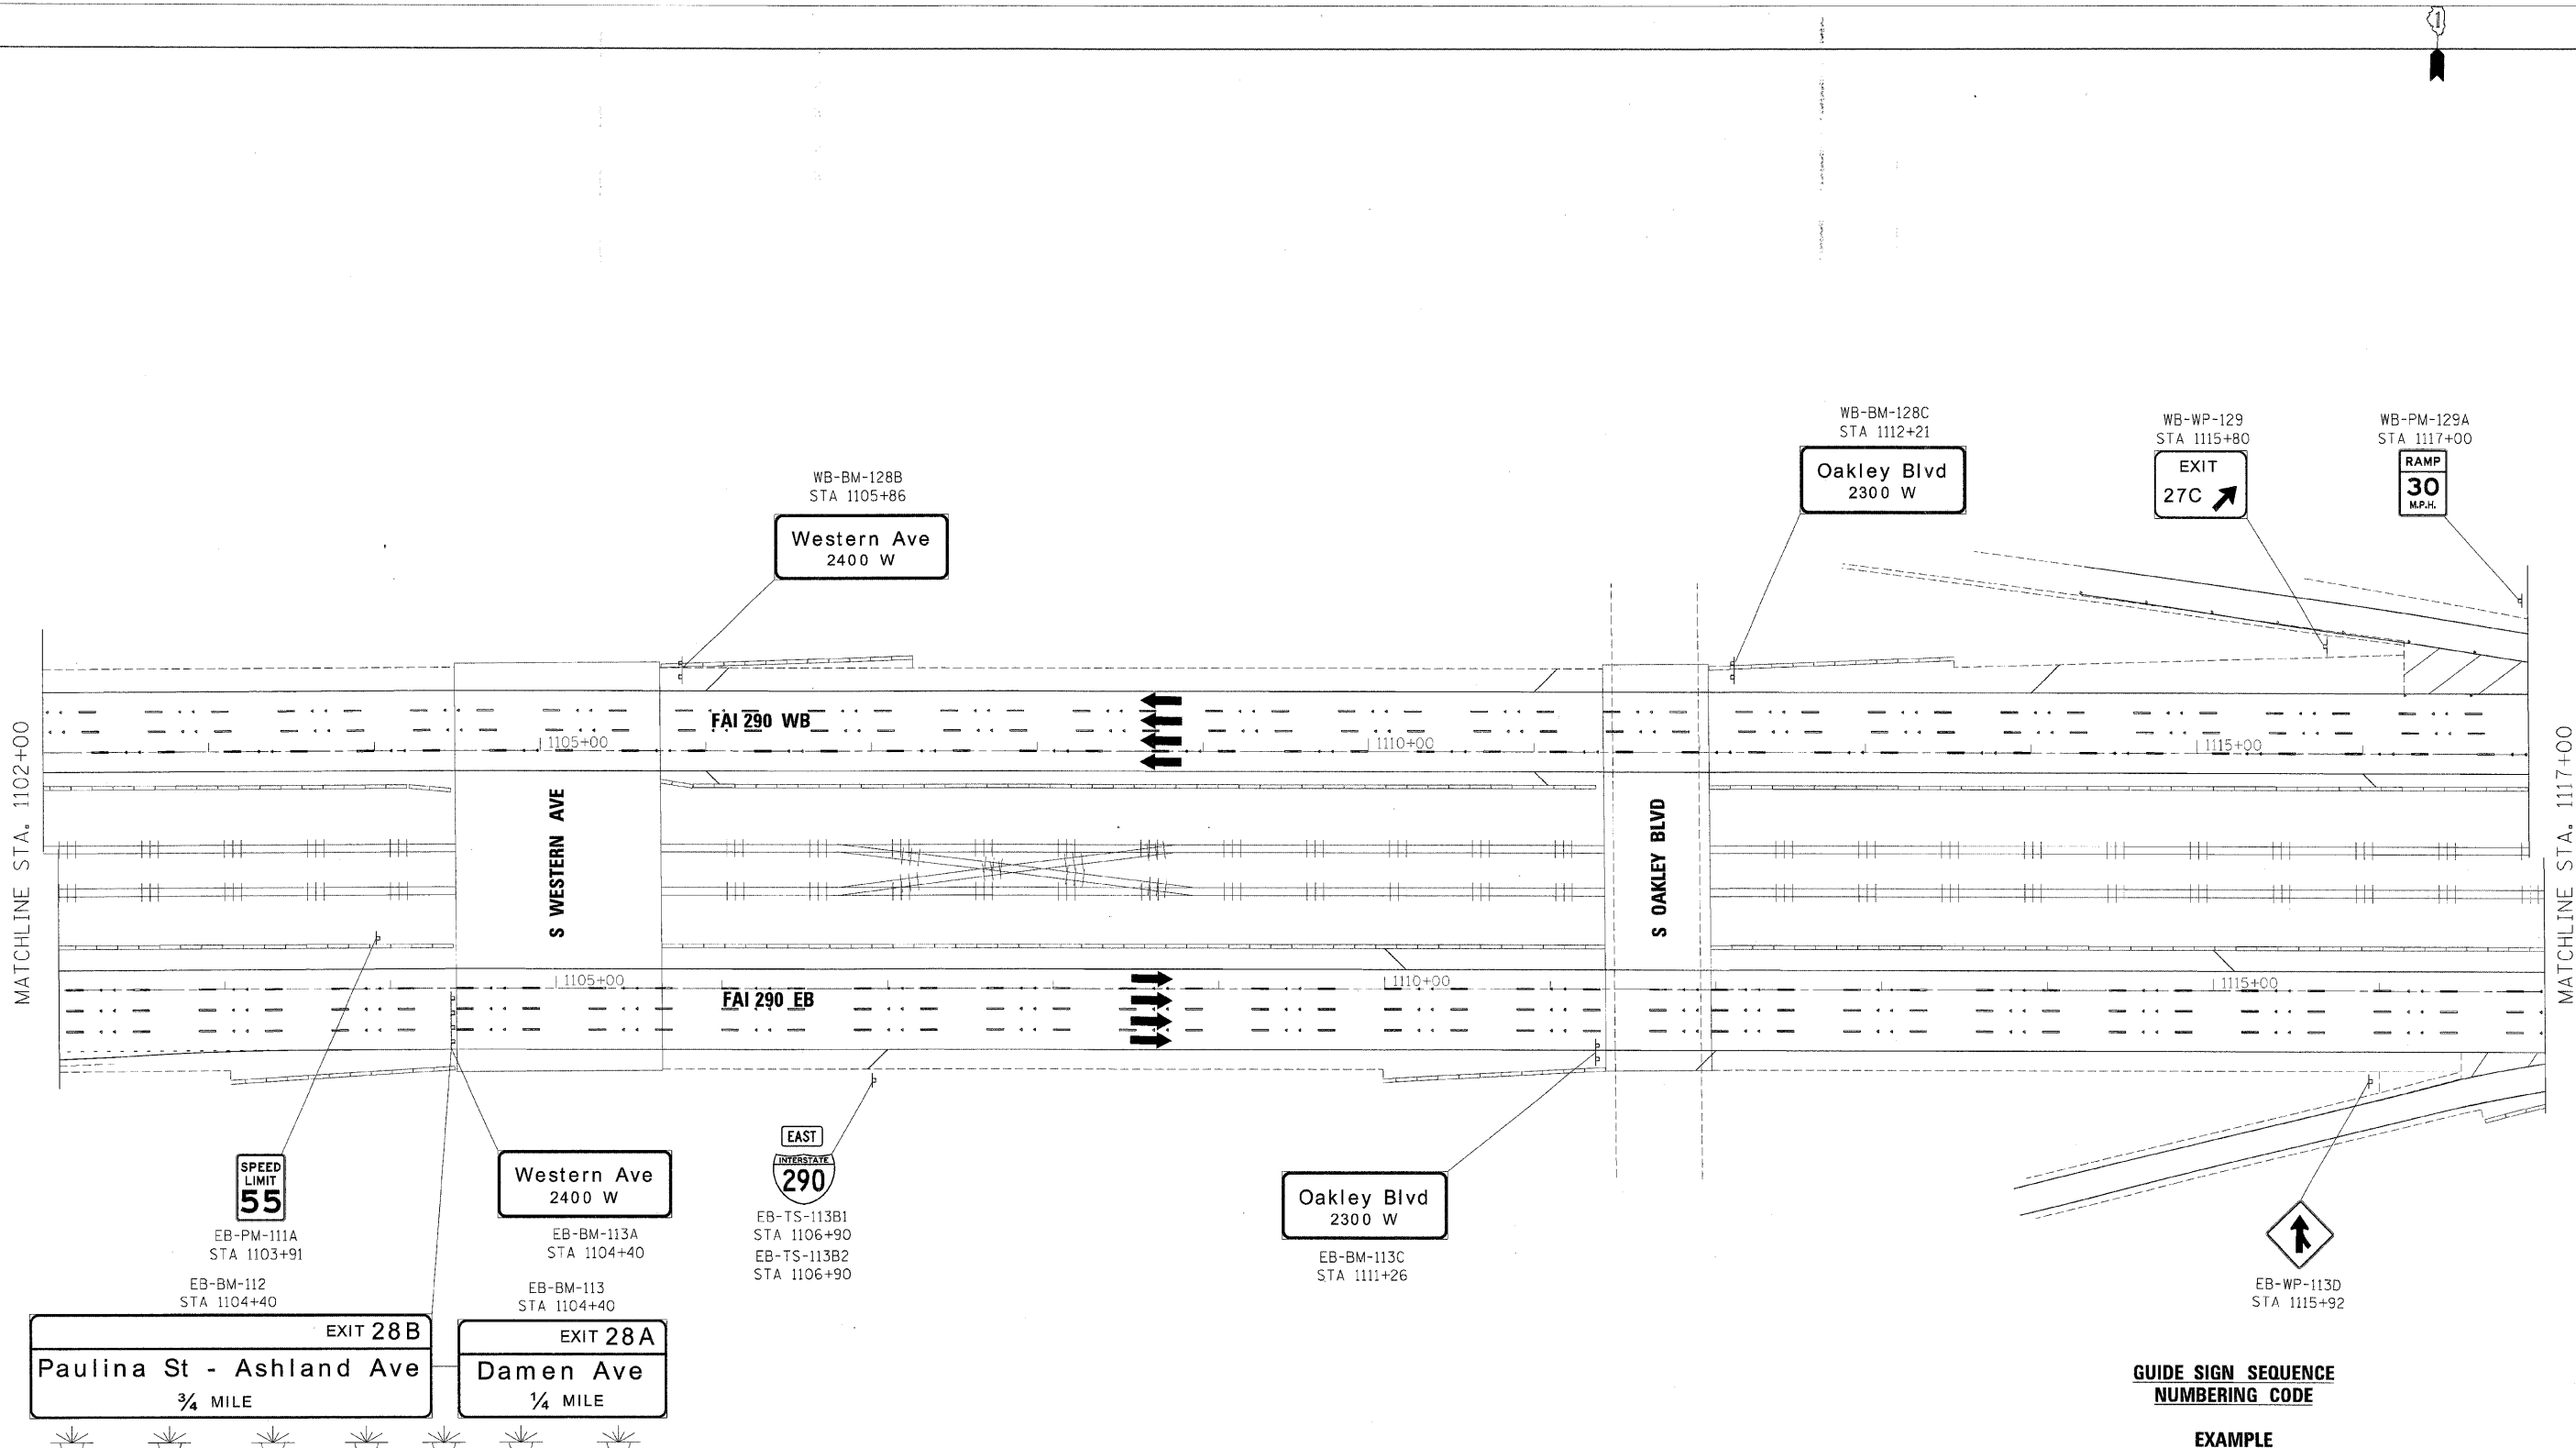 1
WB-BM-128C
STA 1112+21
Oakley Blvd
2300 W
WB-WP-129
STA 1115+80
EXIT
27C
WB-PM-129A
STA 1117+00
RAMP
30
M.P.H.
WB-BM-128B
STA 1105+86
Western Ave
2400 W
MATCHLINE STA. 1102+00
FAI 290 WB
1105+00
1110+00
1115+00
MATCHLINE STA. 1117+00
S WESTERN AVE
S OAKLEY BLVD
1105+00
1110+00
1115+00
FAI 290 EB
SPEED
LIMIT
55
EB-PM-111A
STA 1103+91
Western Ave
2400 W
EB-BM-113A
STA 1104+40
EAST
INTERSTATE
290
EB-TS-113B1
STA 1106+90
EB-TS-113B2
STA 1106+90
Oakley Blvd
2300 W
EB-BM-113C
STA 1111+26
EB-WP-113D
STA 1115+92
EB-BM-112
STA 1104+40
EXIT 28B
Paulina St - Ashland Ave
¾ MILE
EB-BM-113
STA 1104+40
EXIT 28A
Damen Ave
¼ MILE
GUIDE SIGN SEQUENCE
NUMBERING CODE
EXAMPLE